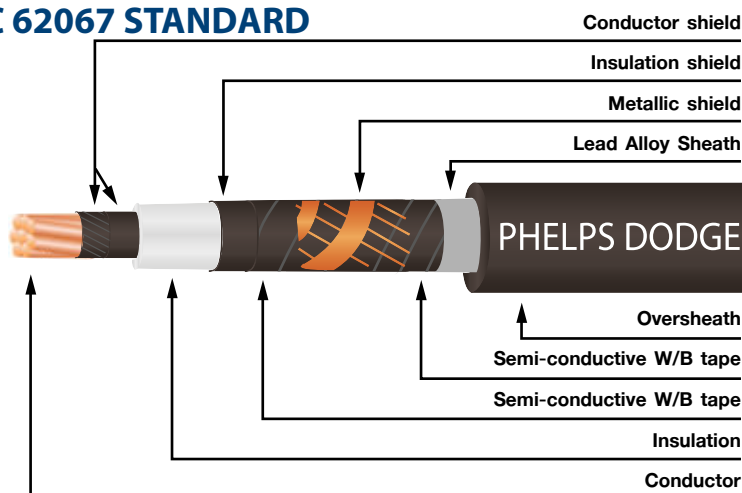 C 62067 STANDARD
Conductor shield
Insulation shield
Metallic shield
Lead Alloy Sheath
PHELPS DODGE
Oversheath
Semi-conductive W/B tape
Semi-conductive W/B tape
Insulation
Conductor